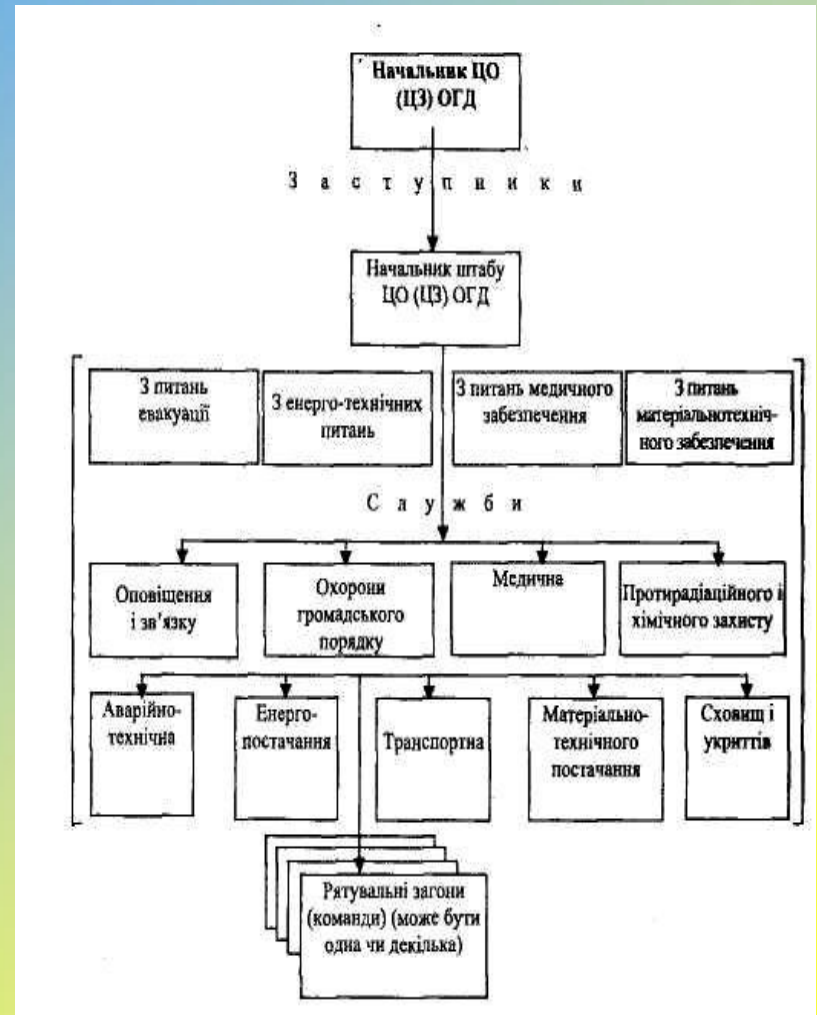 Начальник ЦО
(ЦЗ) ОГД
Заступники
Начальник штабу
ЦО (ЦЗ) ОГД
З питань
евакуації
З енерго-технічних
питань
З питань медичного
забезпечення
З питань
матеріальнотехніч-
ного забезпечення
Служби
Оповіщення
і зв'язку
Охорони
громадського
порядку
Медична
Протирадіаційного і
хімічного захисту
Аварійно-
технічна
Енерго-
постачання
Транспортна
Матеріально-
технічного
постачання
Сховищ і
укриттів
Рятувальні загони
(команди) (може бути
одна чи декілька)